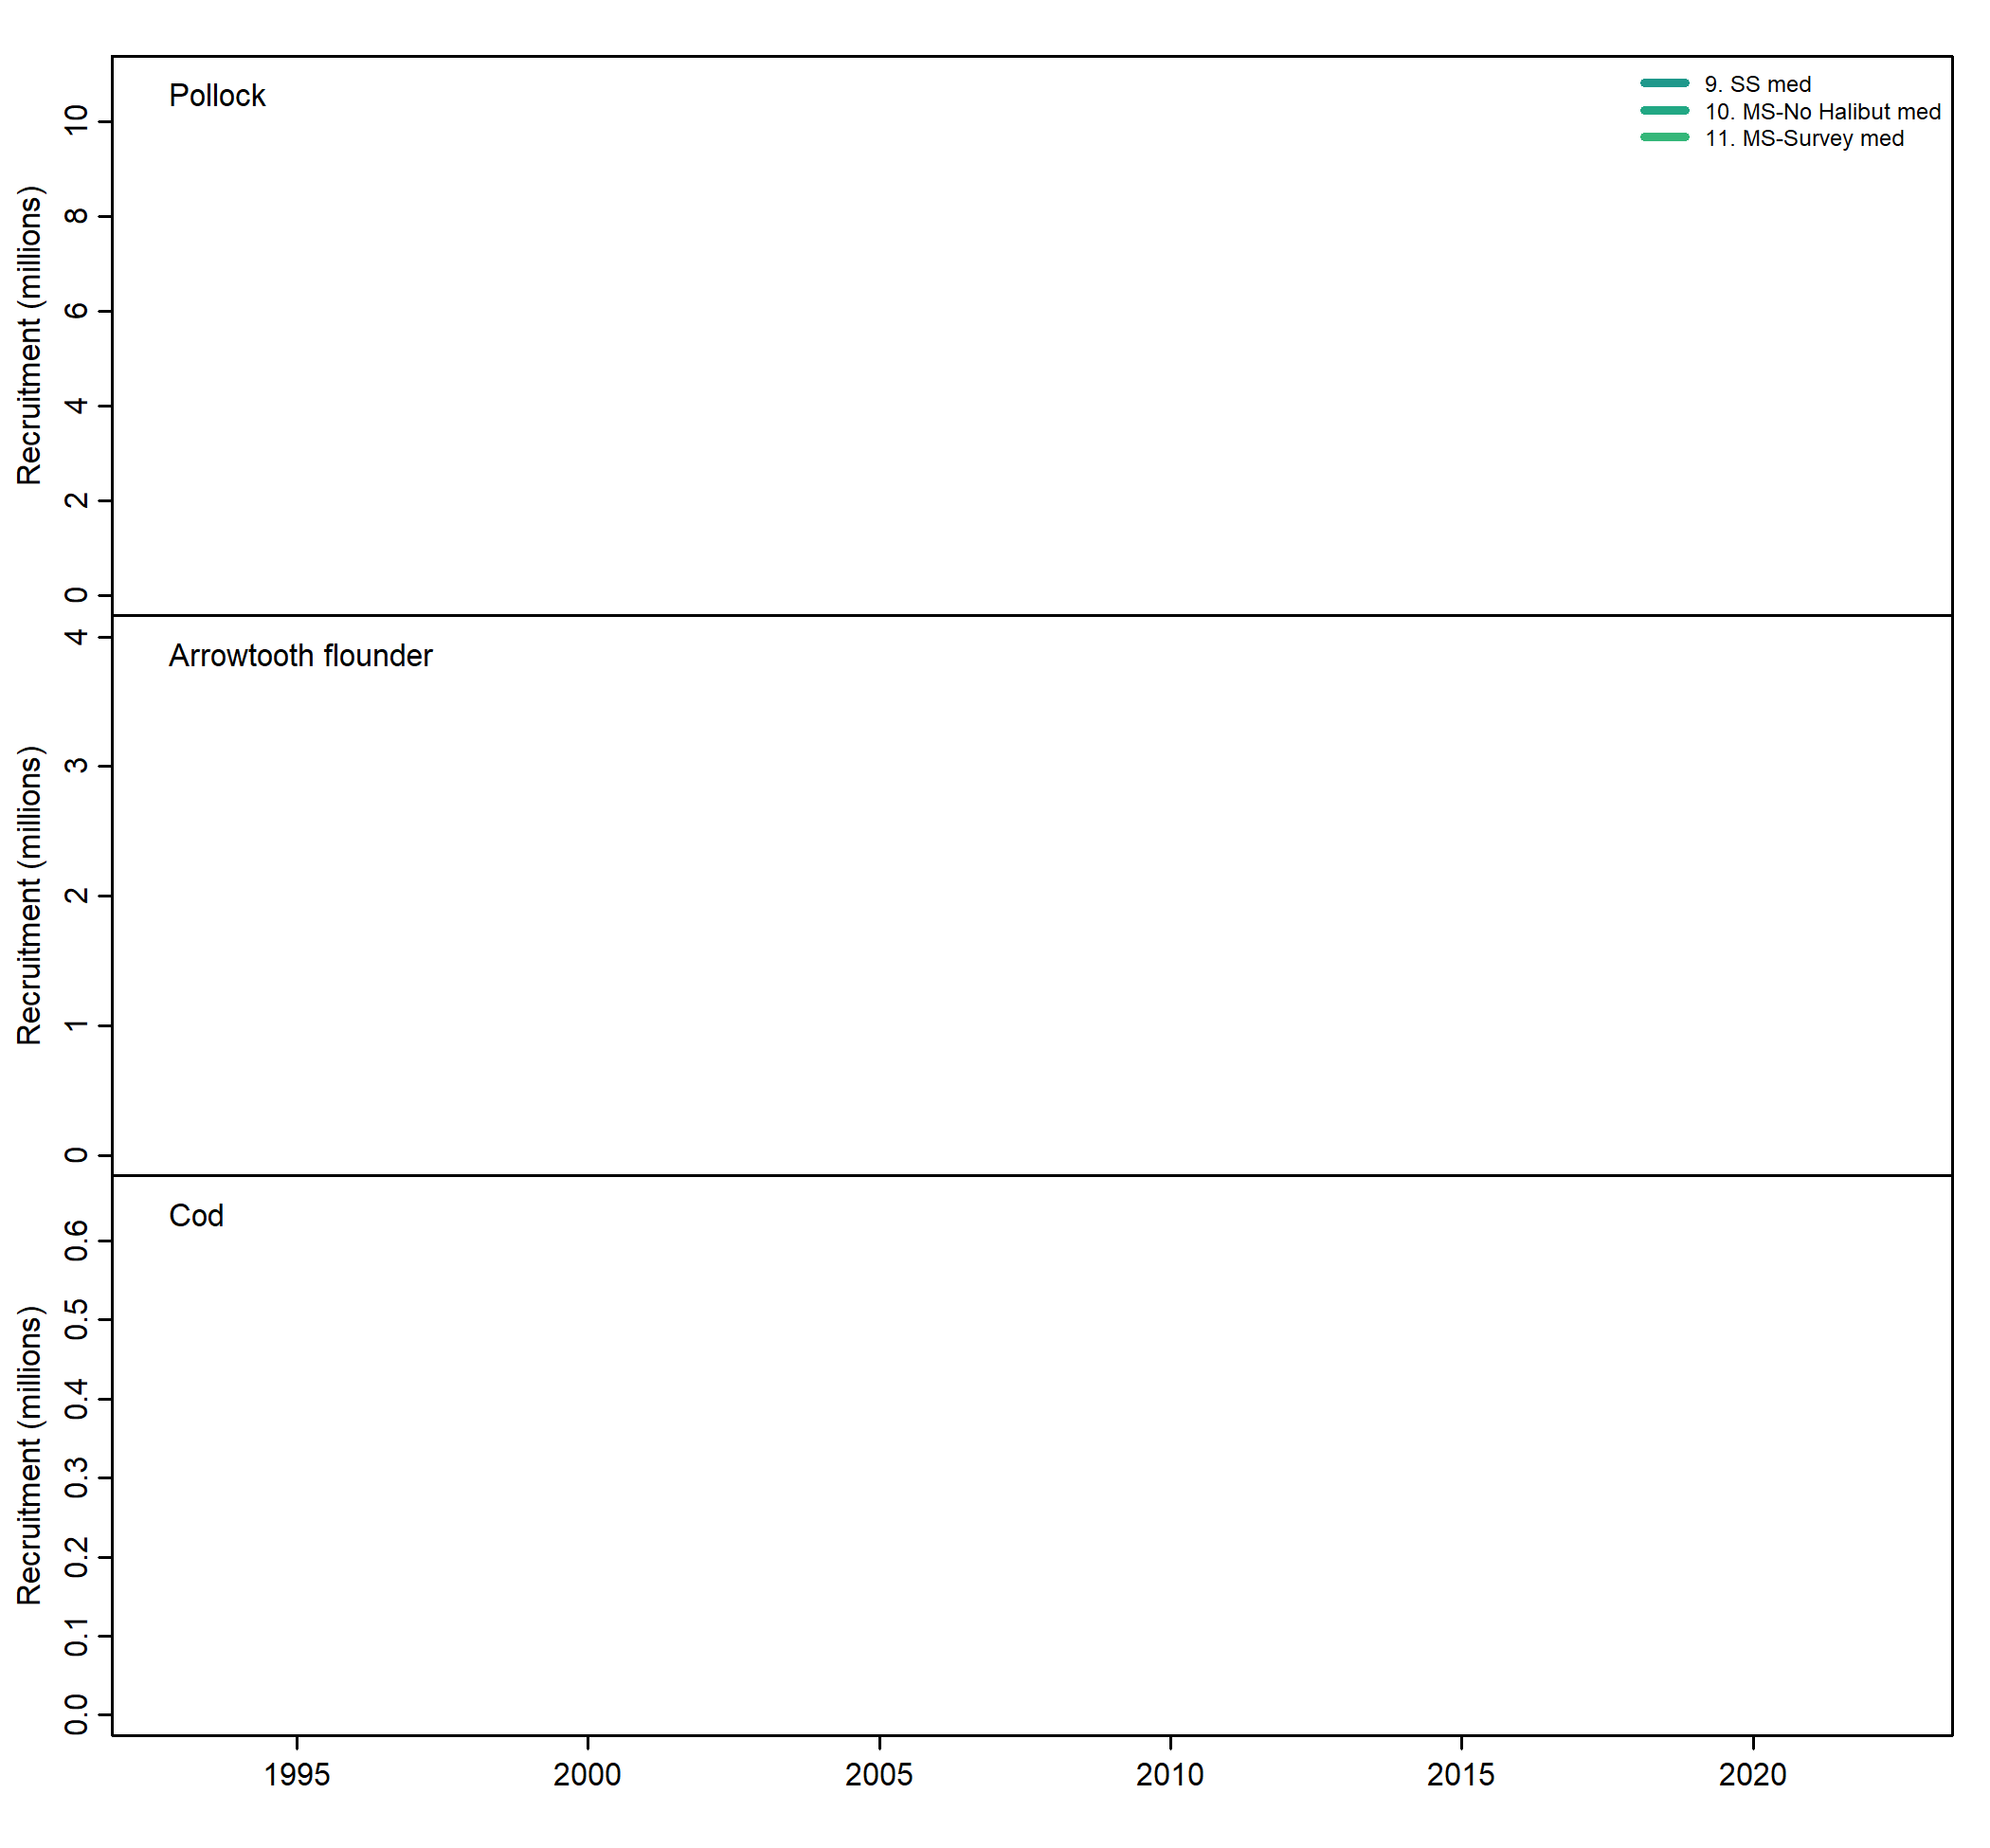 Pollock
9. SS med
10. MS-No Halibut med
11. MS-Survey med
Recruitment (millions)
10
8
6
4
2
0
Arrowtooth flounder
Recruitment (millions)
4
3
2
1
0
Cod
Recruitment (millions)
0.6
0.5
0.4
0.3
0.2
0.1
0.0
1995 2000 2005 2010 2015 2020